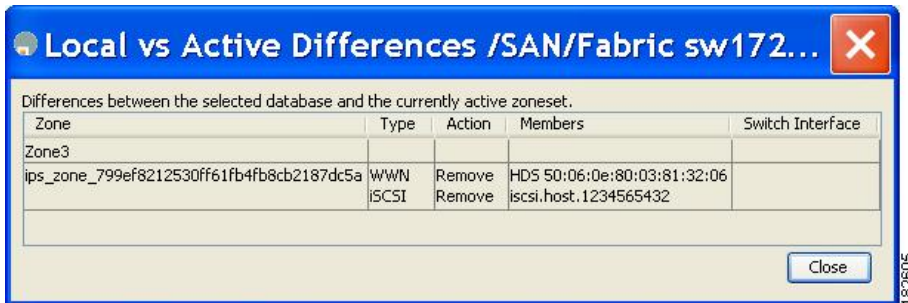 Local vs Active Differences /SAN/Fabric sw172...
Differences between the selected database and the currently active zoneset.
Zone Type Action Members Switch Interface
Zone3
ips_zone_799ef8212530ff61fb4fb8cb2187dc5a WWN Remove HDS 50:06:0e:80:03:81:32:06
iSCSI Remove iscsi.host.1234565432
Close
182605